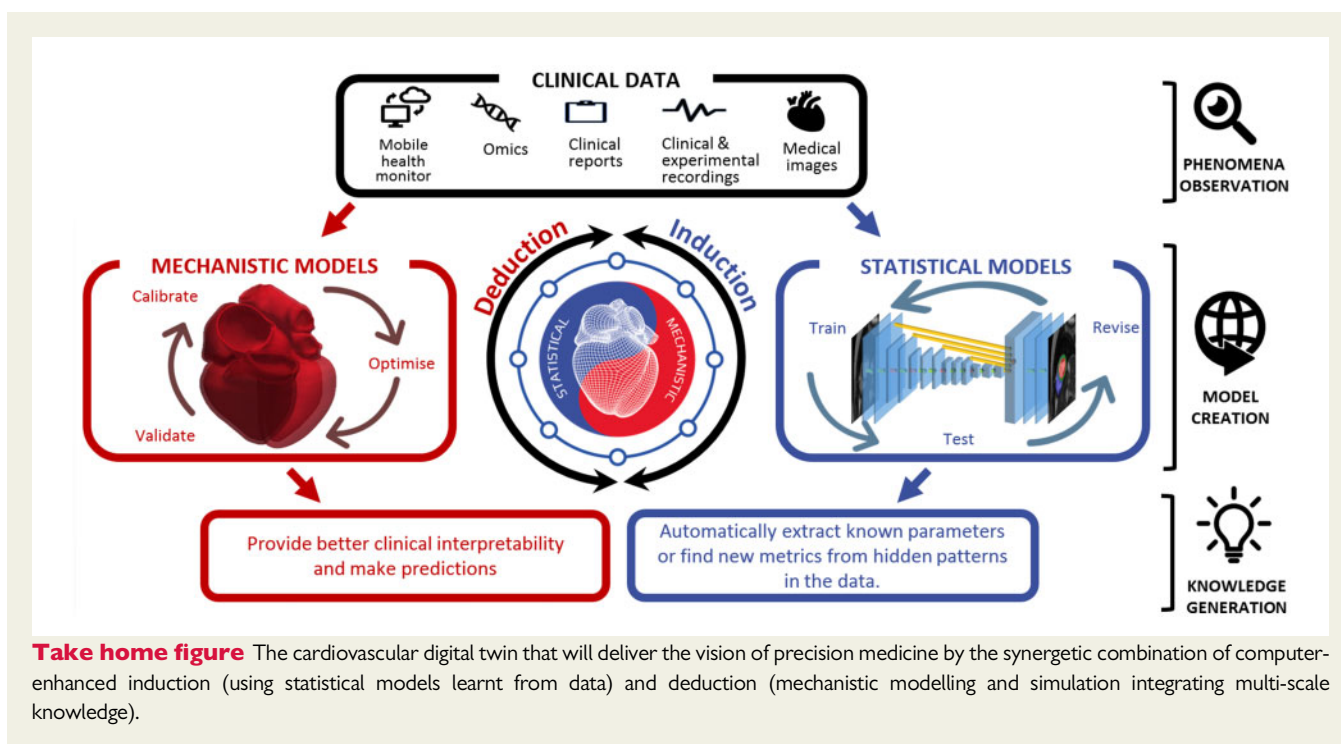 CLINICAL DATA
Mobile
health
monitor
Omics
Clinical
reports
Clinical &
experimental
recordings
Medical
images
PHENOMENA
OBSERVATION
MECHANISTIC MODELS
Calibrate
Optimise
Validate
Deduction
Induction
STATISTICAL
MECHANISTIC
STATISTICAL MODELS
Train
Revise
Test
MODEL
CREATION
Provide better clinical interpretability
and make predictions
Automatically extract known parameters
or find new metrics from hidden patterns
in the data.
KNOWLEDGE
GENERATION
Take home figure The cardiovascular digital twin that will deliver the vision of precision medicine by the synergetic combination of computer-
enhanced induction (using statistical models learnt from data) and deduction (mechanistic modelling and simulation integrating multi-scale
knowledge).